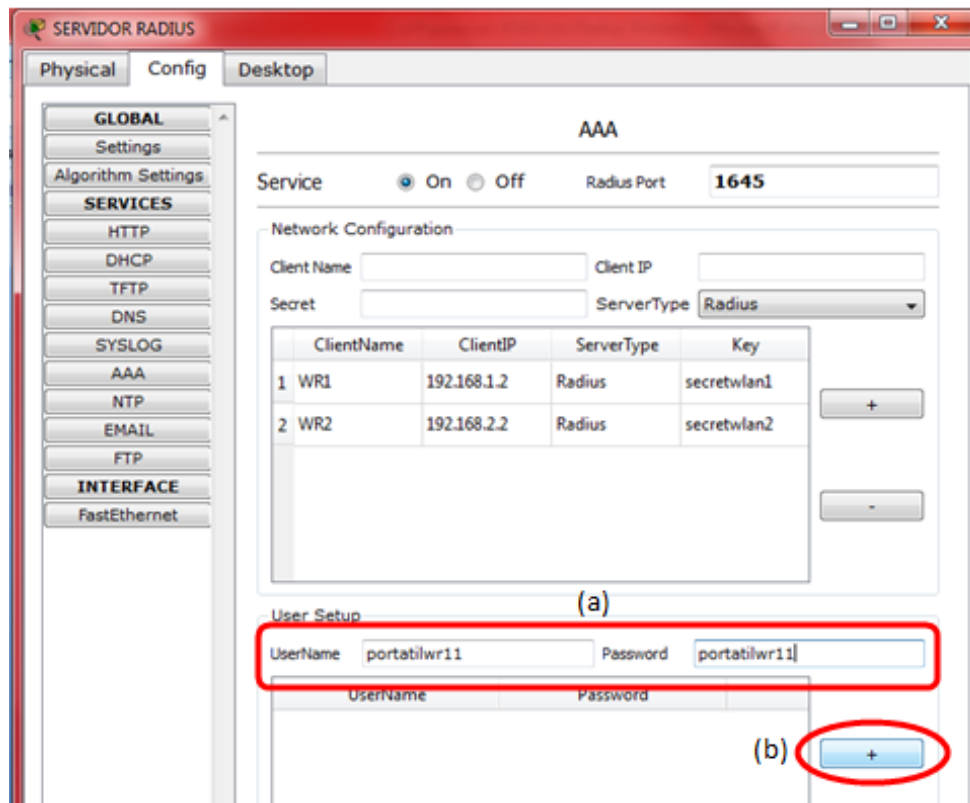 SERVIDOR RADIUS
Physical Config Desktop
GLOBAL
Settings
Algorithm Settings
SERVICES
HTTP
DHCP
TFTP
DNS
SYSLOG
AAA
NTP
EMAIL
FTP
INTERFACE
FastEthernet
AAA
Service On Off Radius Port 1645
Network Configuration
Client Name Client IP
Secret ServerType Radius
ClientName ClientIP ServerType Key
1 WR1 192.168.1.2 Radius secretwlan1
2 WR2 192.168.2.2 Radius secretwlan2
+
-
(a)
User Setup
UserName portatilwr11 Password portatilwr11
UserName Password
(b) +